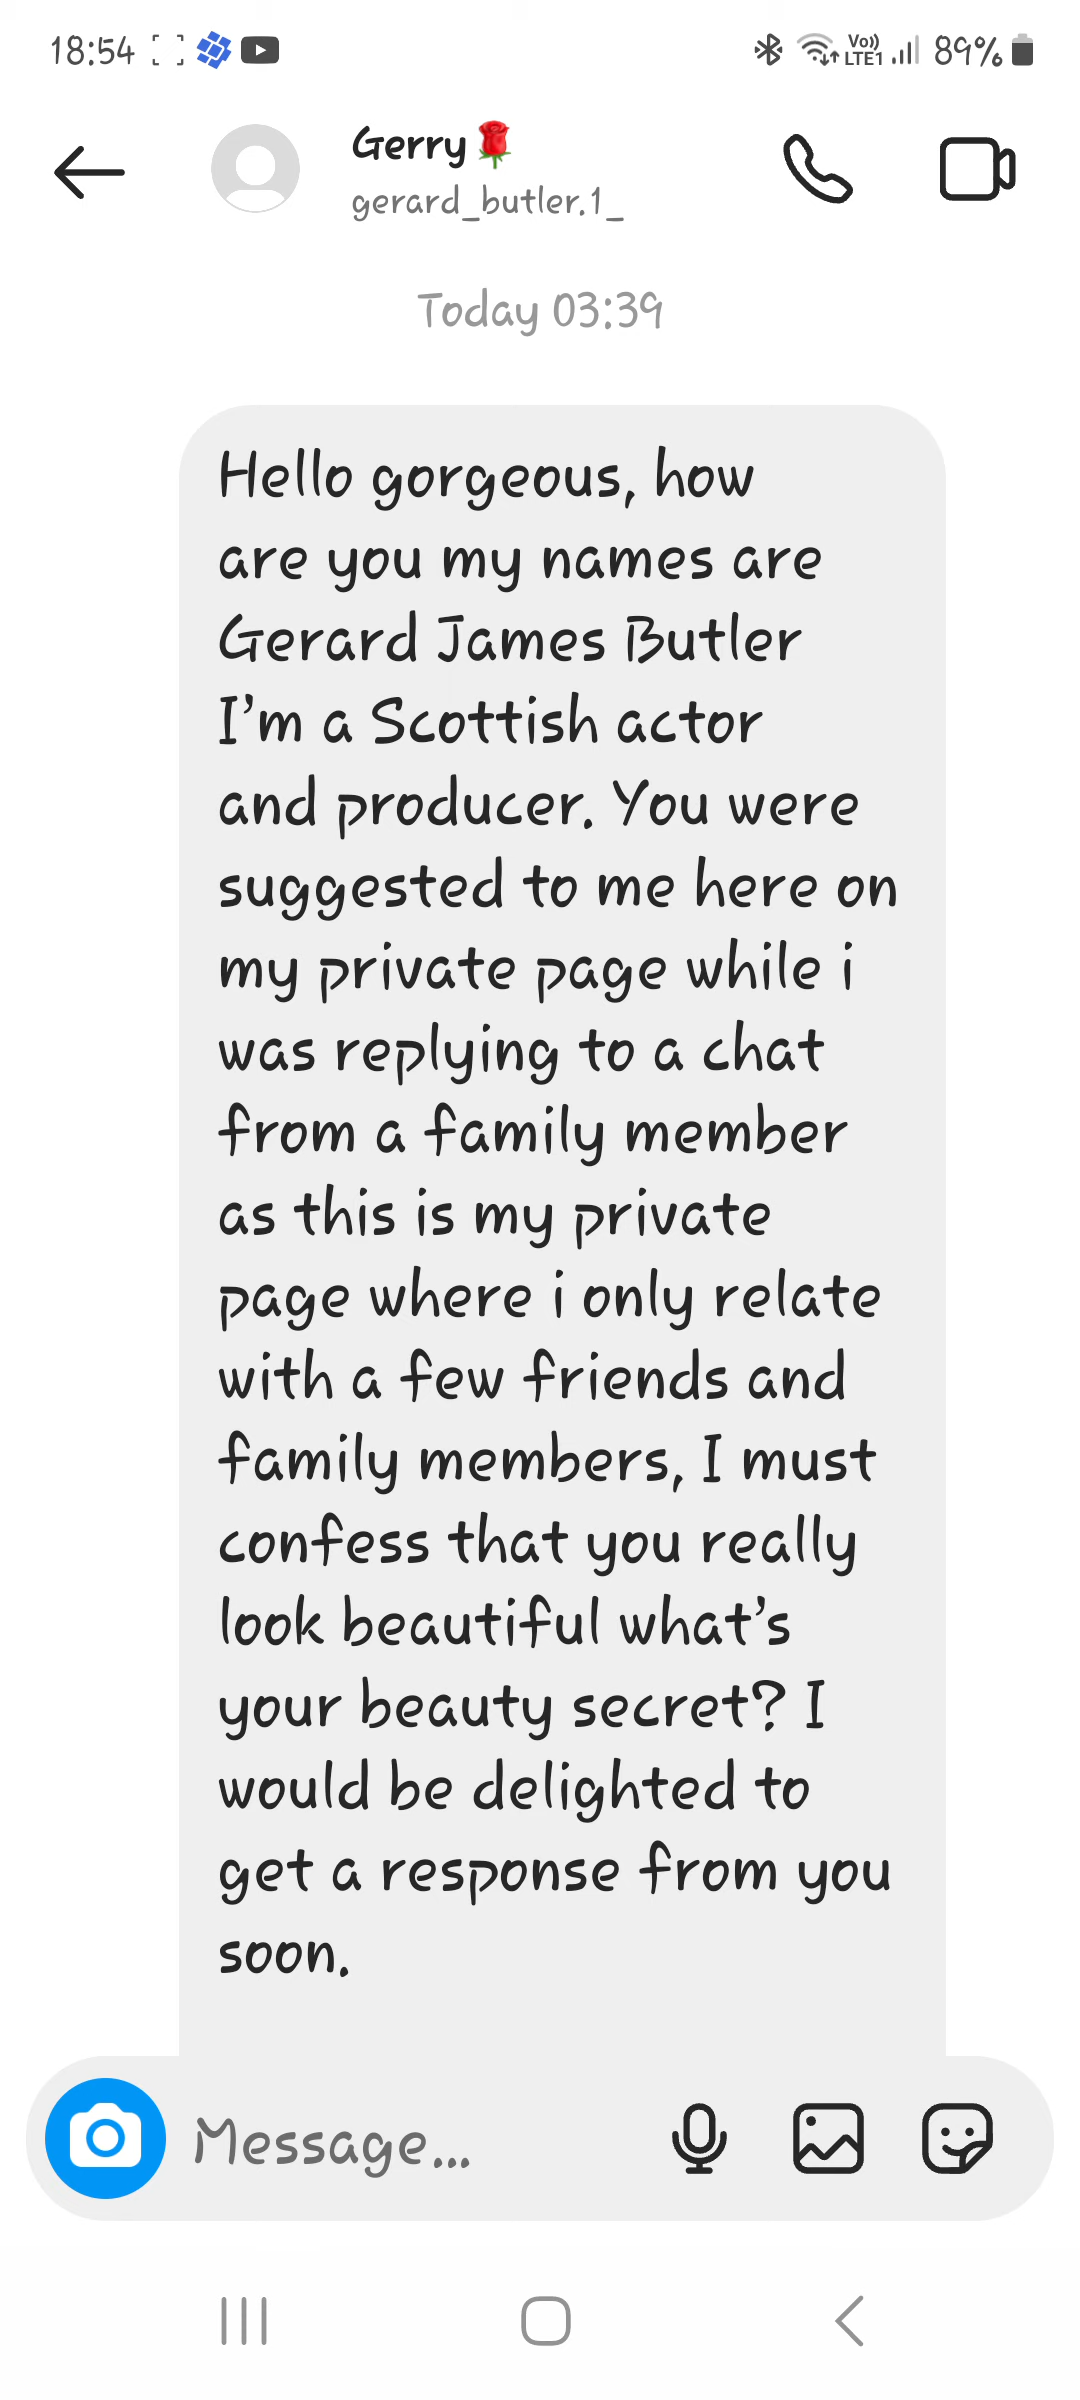 18:54 Vo)) LTE1 89%
Gerry🌹
gerard_butler.1_
Today 03:39
Hello gorgeous, how
are you my names are
Gerard James Butler
I'm a Scottish actor
and producer. You were
suggested to me here on
my private page while i
was replying to a chat
from a family member
as this is my private
page where i only relate
with a few friends and
family members, I must
confess that you really
look beautiful what's
your beauty secret? I
would be delighted to
get a response from you
soon.
Message...